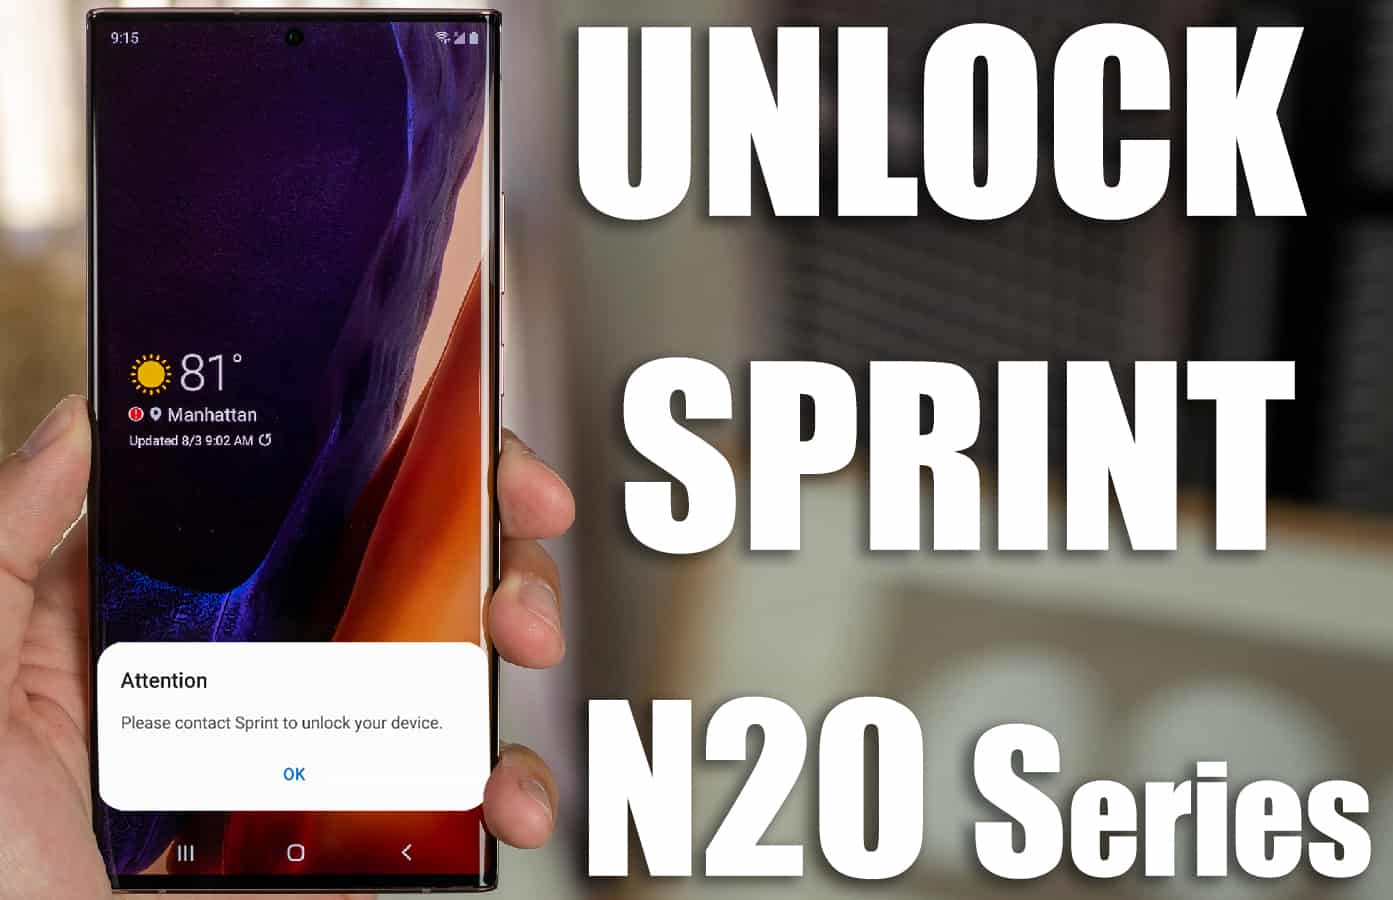 9:15
81°
Manhattan
Updated 8/3 9:02 AM
Attention
Please contact Sprint to unlock your device.
OK
UNLOCK
SPRINT
N20 Series